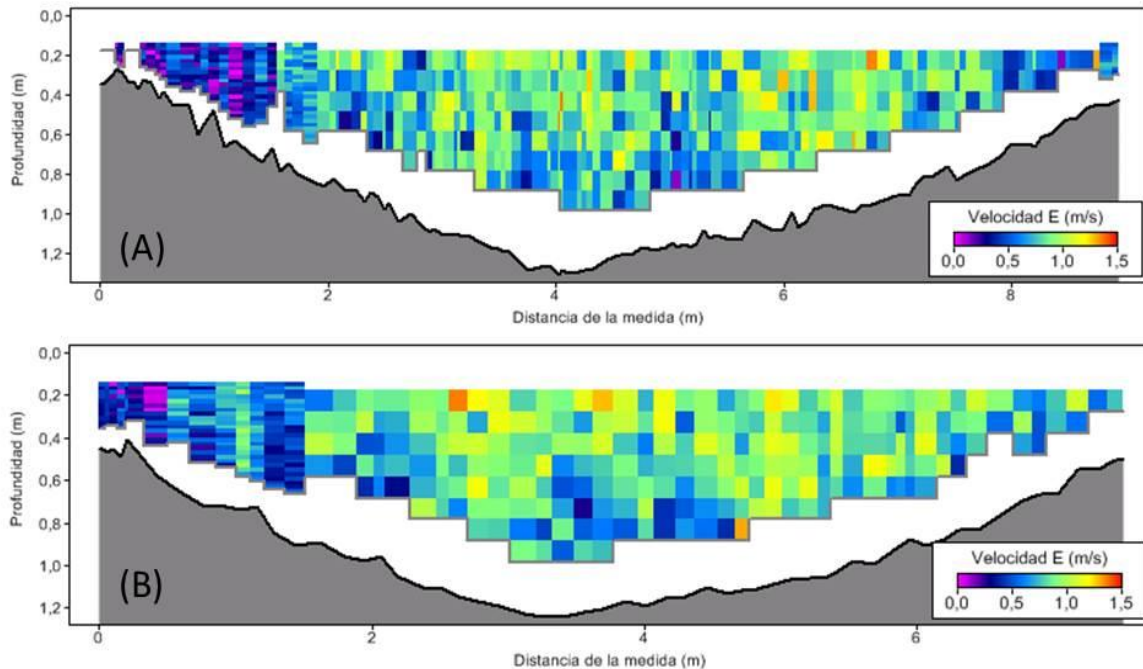 0,0
0,2
0,4
0,6
0,8
1,0
1,2
Profundidad (m)
(A)
Velocidad E (m/s)
0,0 0,5 1,0 1,5
0 2 4 6 8
Distancia de la medida (m)
0,0
0,2
0,4
0,6
0,8
1,0
1,2
Profundidad (m)
(B)
Velocidad E (m/s)
0,0 0,5 1,0 1,5
0 2 4 6
Distancia de la medida (m)